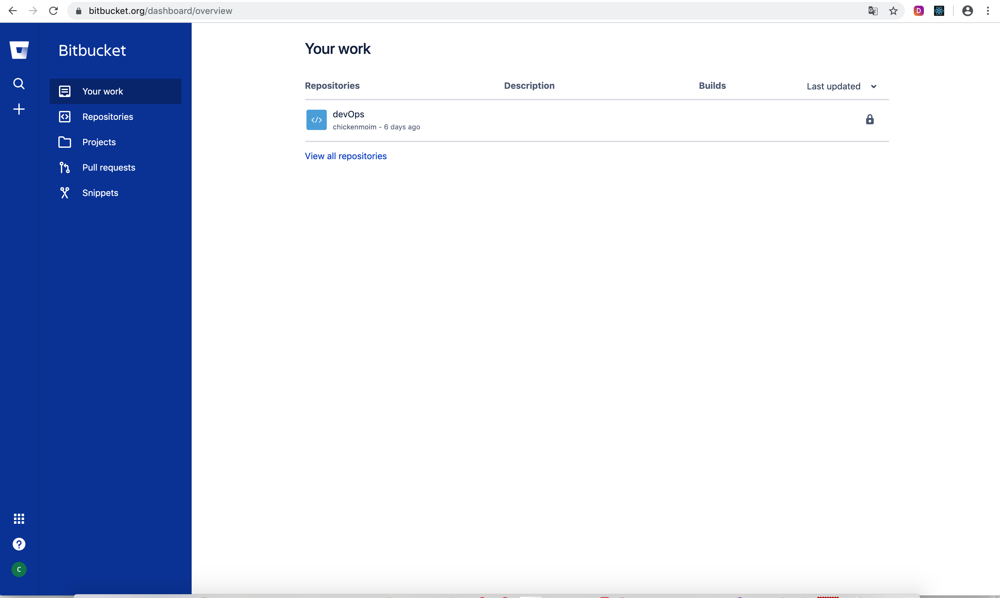 bitbucket.org/dashboard/overview
D
Bitbucket
Your work
Repositories
Projects
Pull requests
Snippets
C
Your work
Repositories Description Builds Last updated
devOps
chickenmoim - 6 days ago
View all repositories